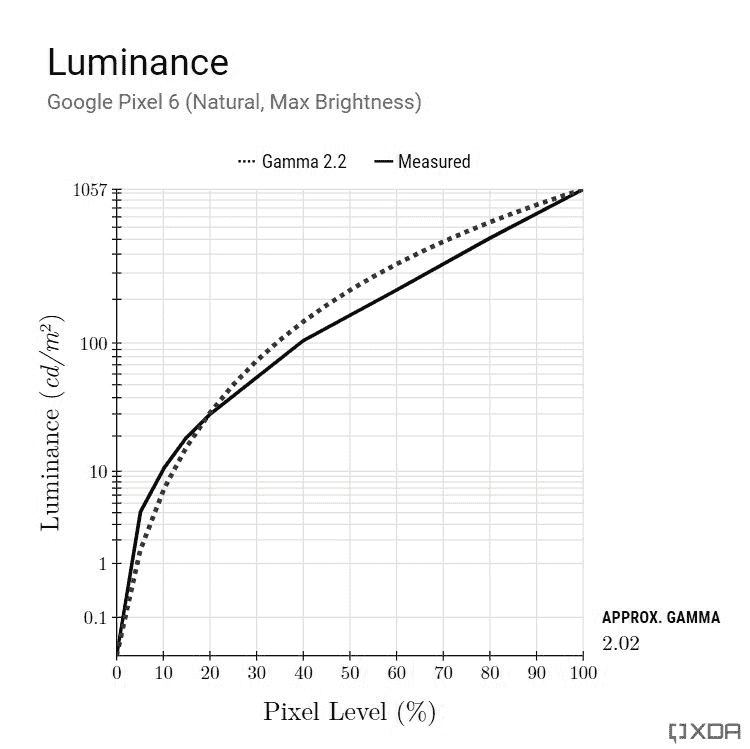 Luminance
Google Pixel 6 (Natural, Max Brightness)
Gamma 2.2 Measured
1057
100
10
1
0.1
Luminance (cd/m²)
0 10 20 30 40 50 60 70 80 90 100
Pixel Level (%)
APPROX. GAMMA
2.02
XDA